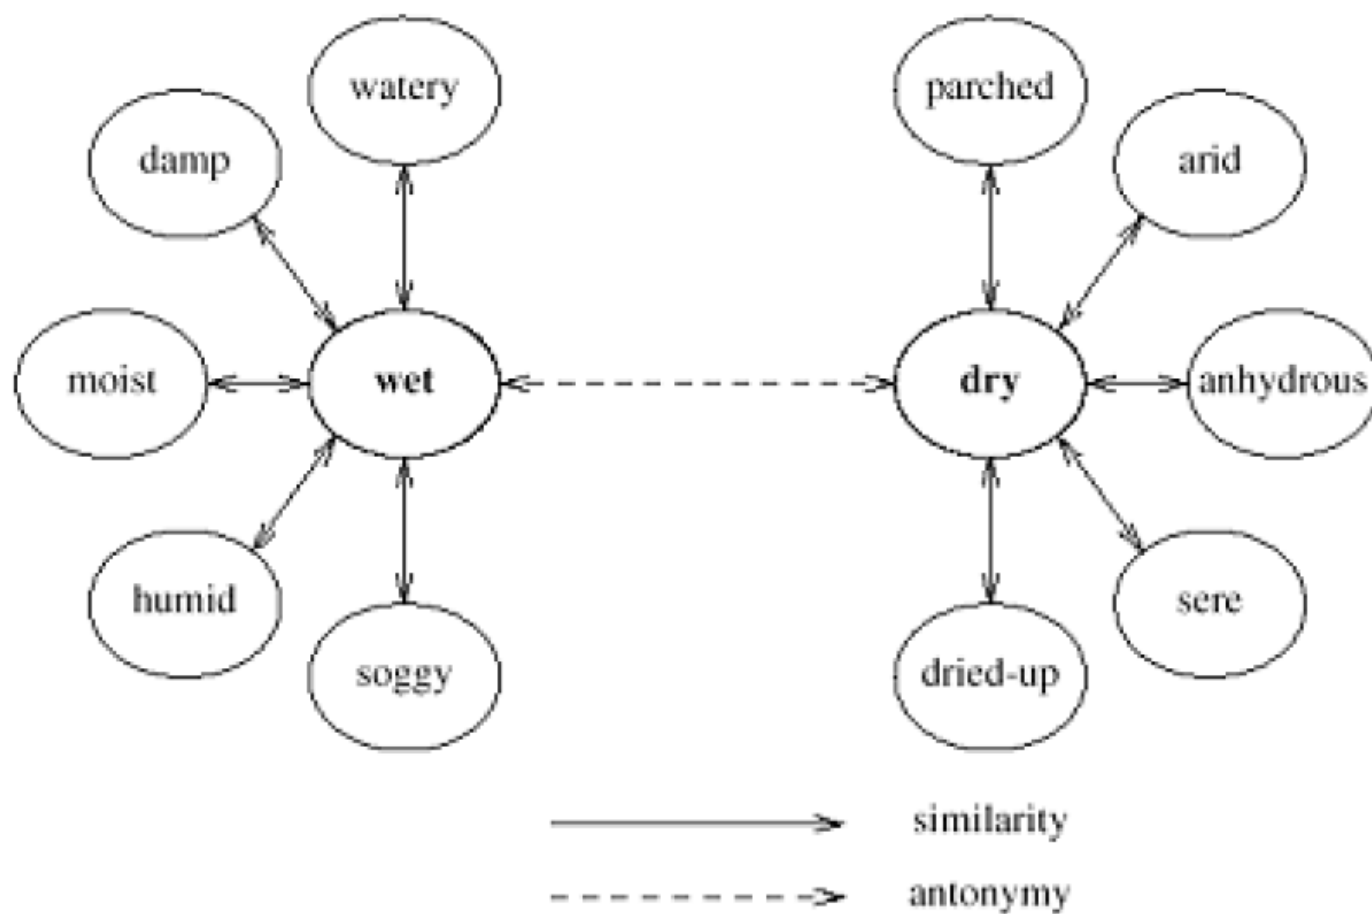 watery
parched
damp
arid
moist
wet
dry
anhydrous
humid
sere
soggy
dried-up
similarity
antonymy